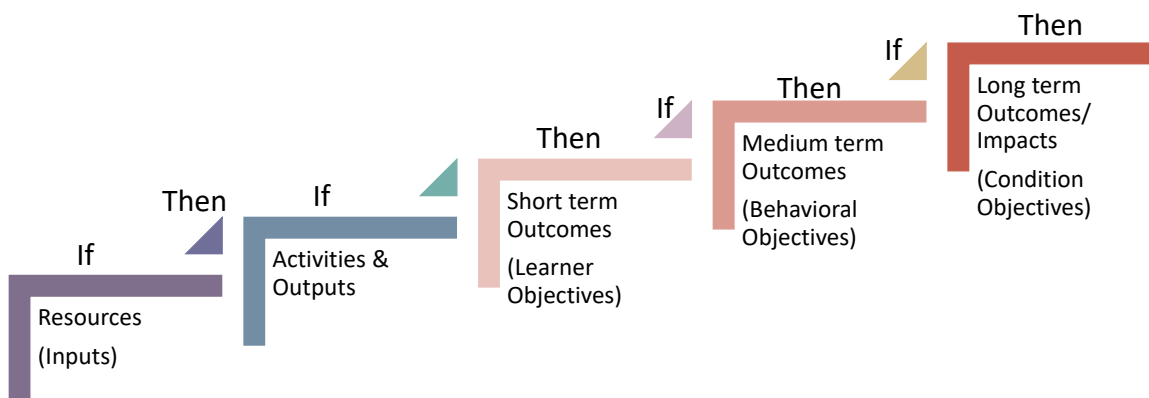 If
Resources
(Inputs)
Then
If
Activities &
Outputs
Then
Short term
Outcomes
(Learner
Objectives)
If
Then
Medium term
Outcomes
(Behavioral
Objectives)
If
Then
Long term
Outcomes/
Impacts
(Condition
Objectives)